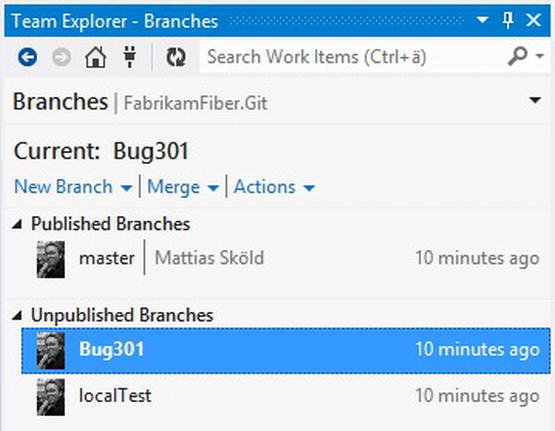 Team Explorer - Branches
Search Work Items (Ctrl+ä)
Branches | FabrikamFiber.Git
Current: Bug301
New Branch | Merge | Actions
Published Branches
master | Mattias Sköld 10 minutes ago
Unpublished Branches
Bug301 10 minutes ago
localTest 10 minutes ago